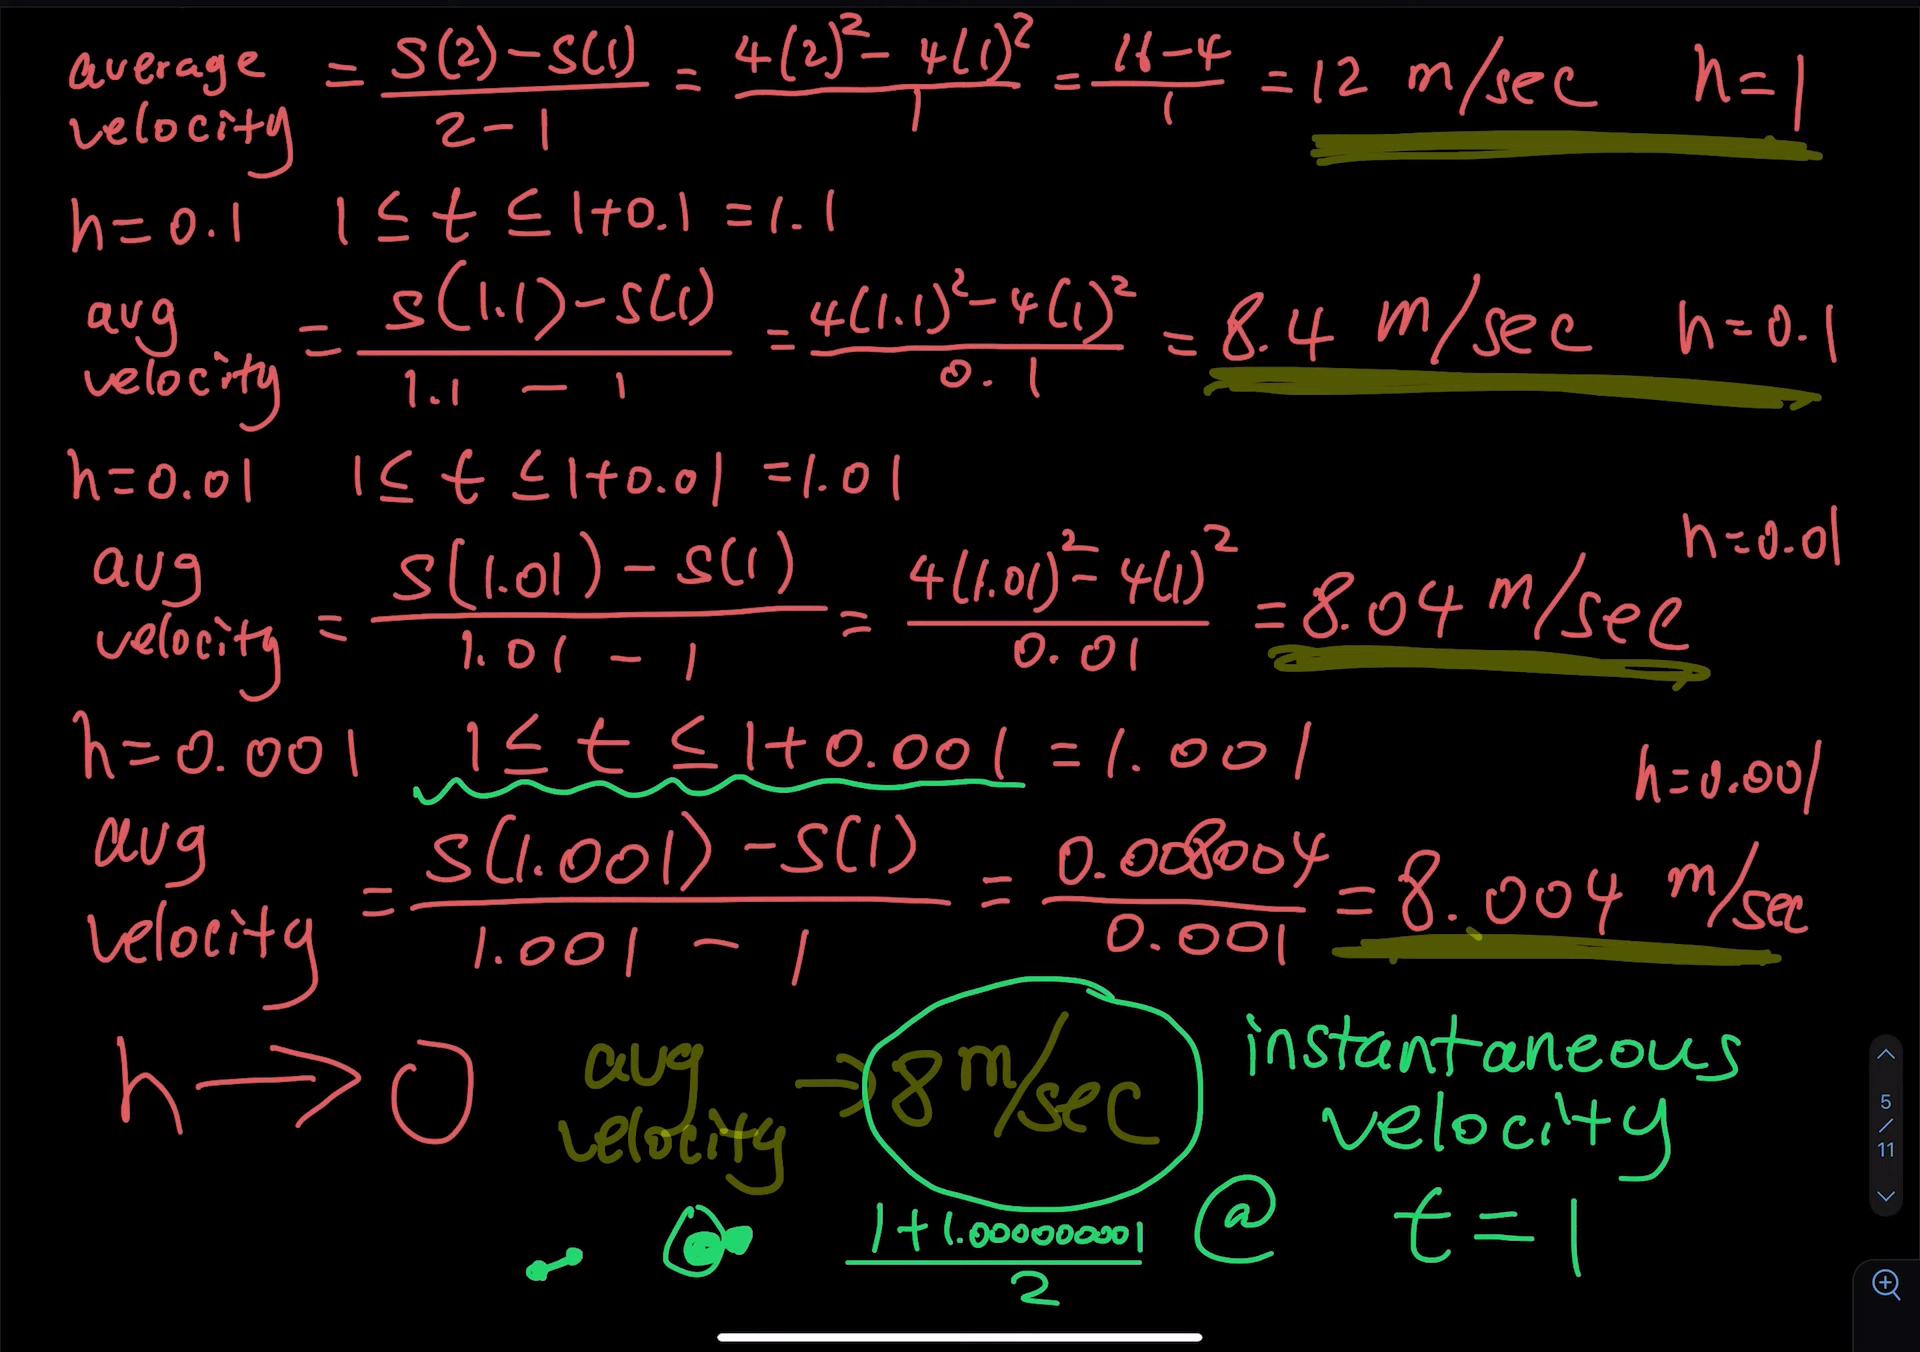 average velocity = S(2)-S(1) / 2-1 = 4(2)²-4(1)² / 1 = 16-4 / 1 = 12 m/sec h=1
h=0.1 1≤t≤1+0.1=1.1
avg velocity = S(1.1)-S(1) / 1.1-1 = 4(1.1)²-4(1)² / 0.1 = 8.4 m/sec h=0.1
h=0.01 1≤t≤1+0.01=1.01
h=0.01
avg velocity = S(1.01)-S(1) / 1.01-1 = 4(1.01)²-4(1)² / 0.01 = 8.04 m/sec
h=0.001 1≤t≤1+0.001=1.001
h=0.001
avg velocity = S(1.001)-S(1) / 1.001-1 = 0.008004 / 0.001 = 8.004 m/sec
h→0 avg velocity → 8 m/sec instantaneous velocity
1+1.000000001 / 2 @ t=1
5 / 11